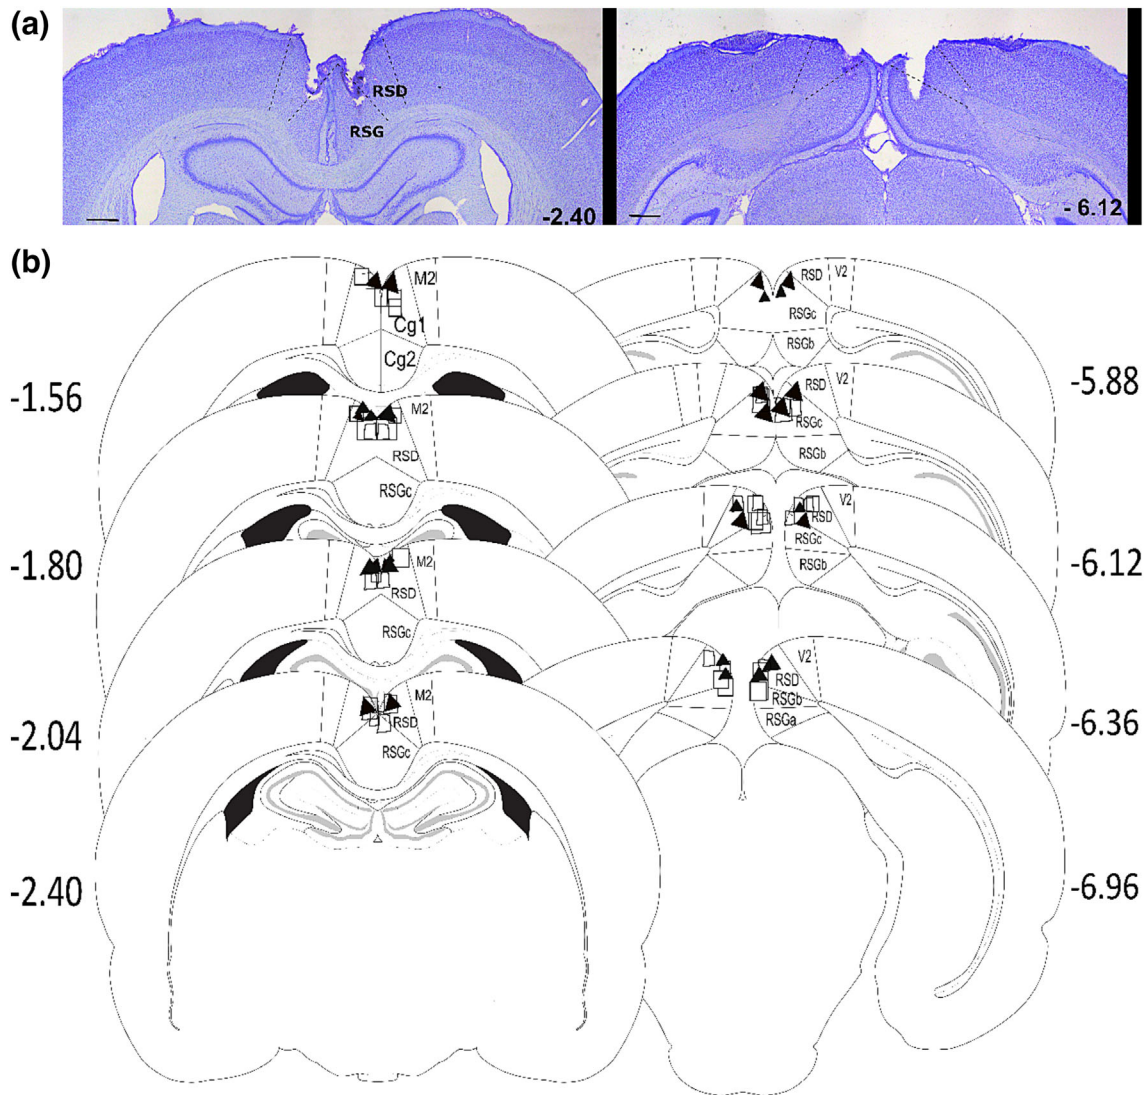 (a)
RSD
RSG
-2.40
- 6.12
(b)
M2
Cg1
Cg2
-1.56
M2
RSD
RSGc
-1.80
M2
RSD
RSGc
-2.04
M2
RSD
RSGc
-2.40
RSD V2
RSGc
RSGb
-5.88
RSD V2
RSGc
RSGb
-6.12
V2
RSD
RSGc
RSGb
-6.36
V2
RSD
RSGb
RSGa
-6.96